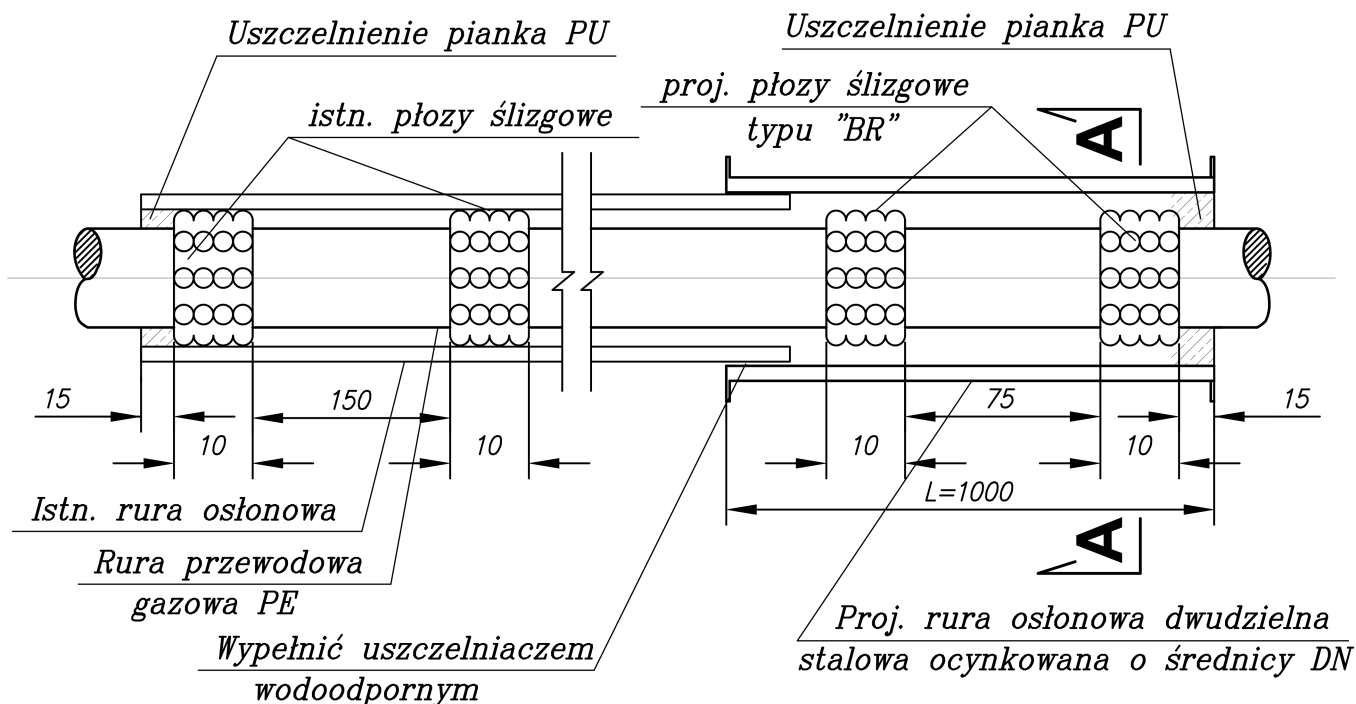 Uszczelnienie pianka PU
Uszczelnienie pianka PU
istn. płozy ślizgowe
proj. płozy ślizgowe
typu "BR"
A
15
10
150
10
10
75
10
15
L=1000
Istn. rura osłonowa
Rura przewodowa
gazowa PE
Wypełnić uszczelniaczem
wodoodpornym
A
Proj. rura osłonowa dwudzielna
stalowa ocynkowana o średnicy DN